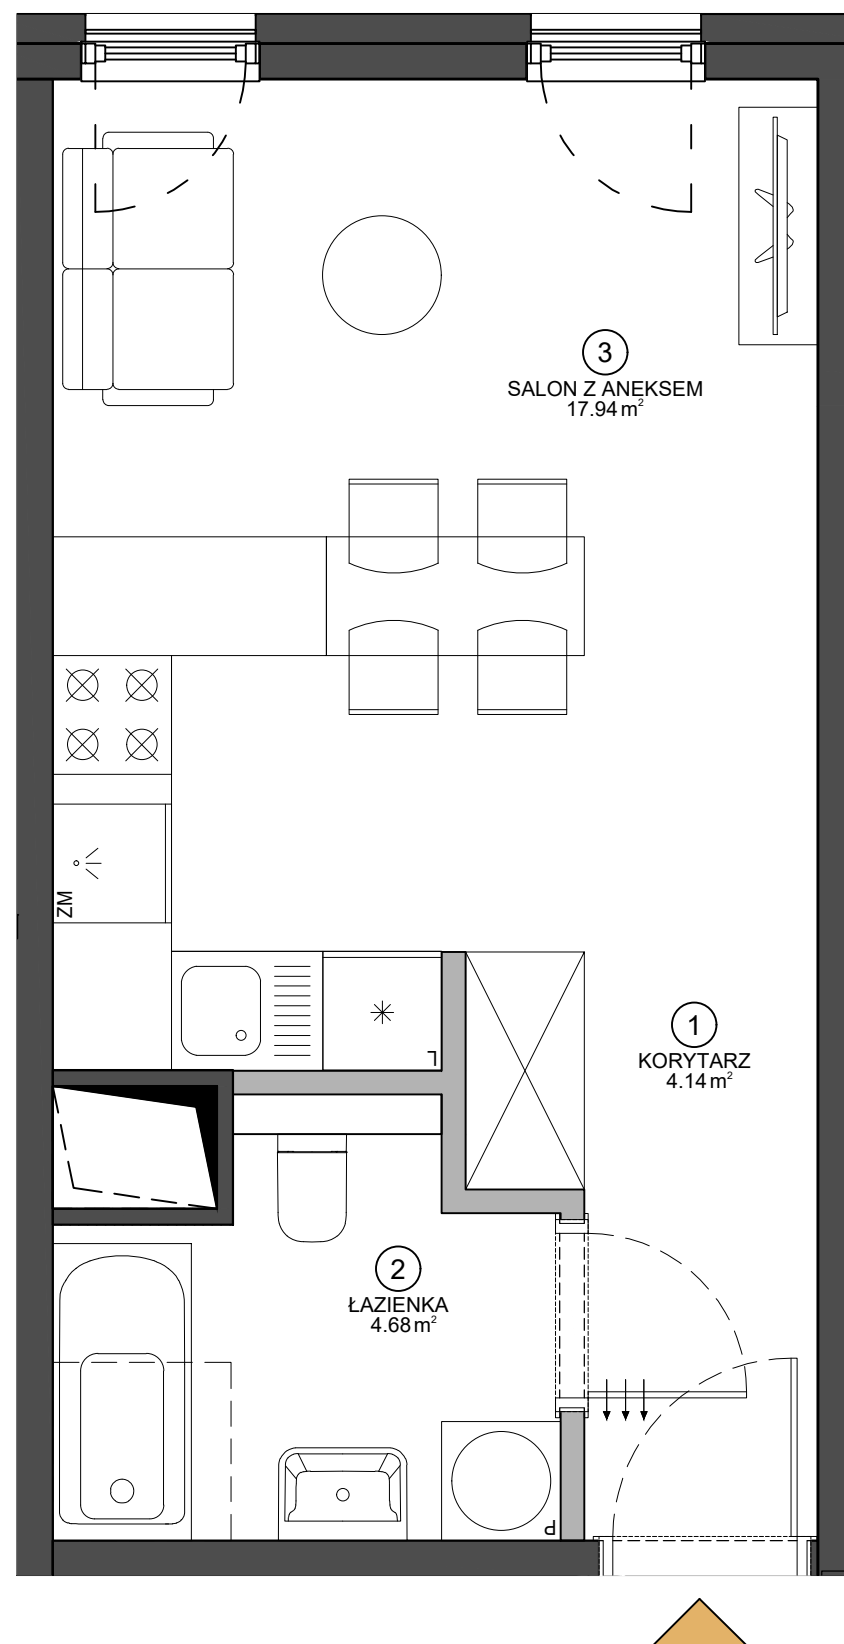 3
SALON Z ANEKSEM
17.94 m²
ZM
L
1
KORYTARZ
4.14 m²
2
ŁAZIENKA
4.68 m²
P